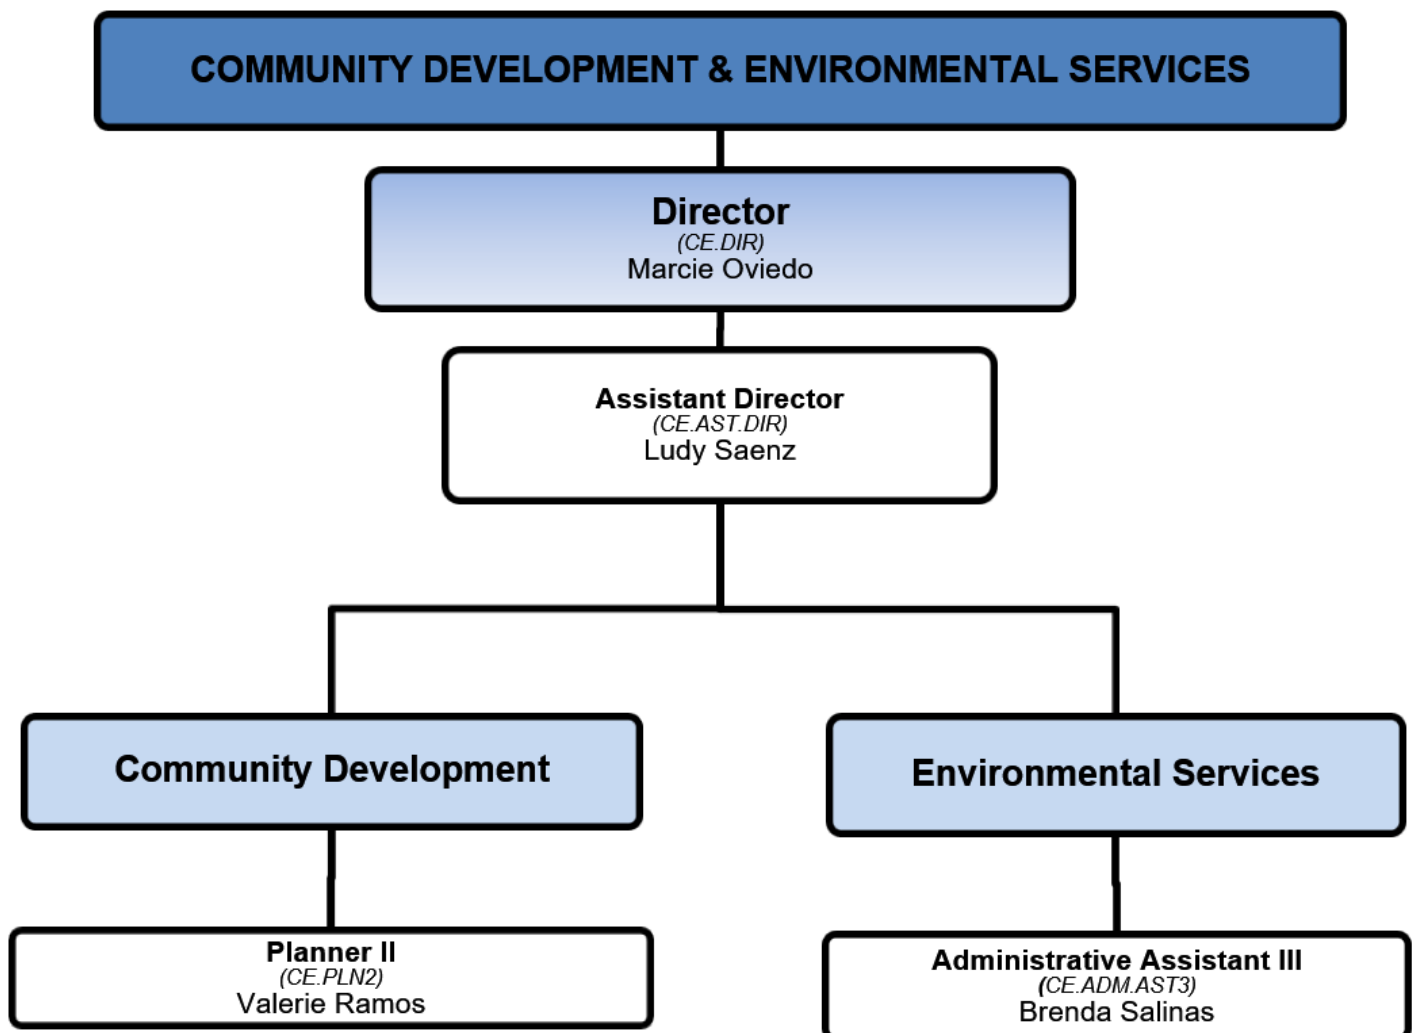 COMMUNITY DEVELOPMENT & ENVIRONMENTAL SERVICES
Director
(CE.DIR)
Marcie Oviedo
Assistant Director
(CE.AST.DIR)
Ludy Saenz
Community Development
Environmental Services
Planner II
(CE.PLN2)
Valerie Ramos
Administrative Assistant III
(CE.ADM.AST3)
Brenda Salinas